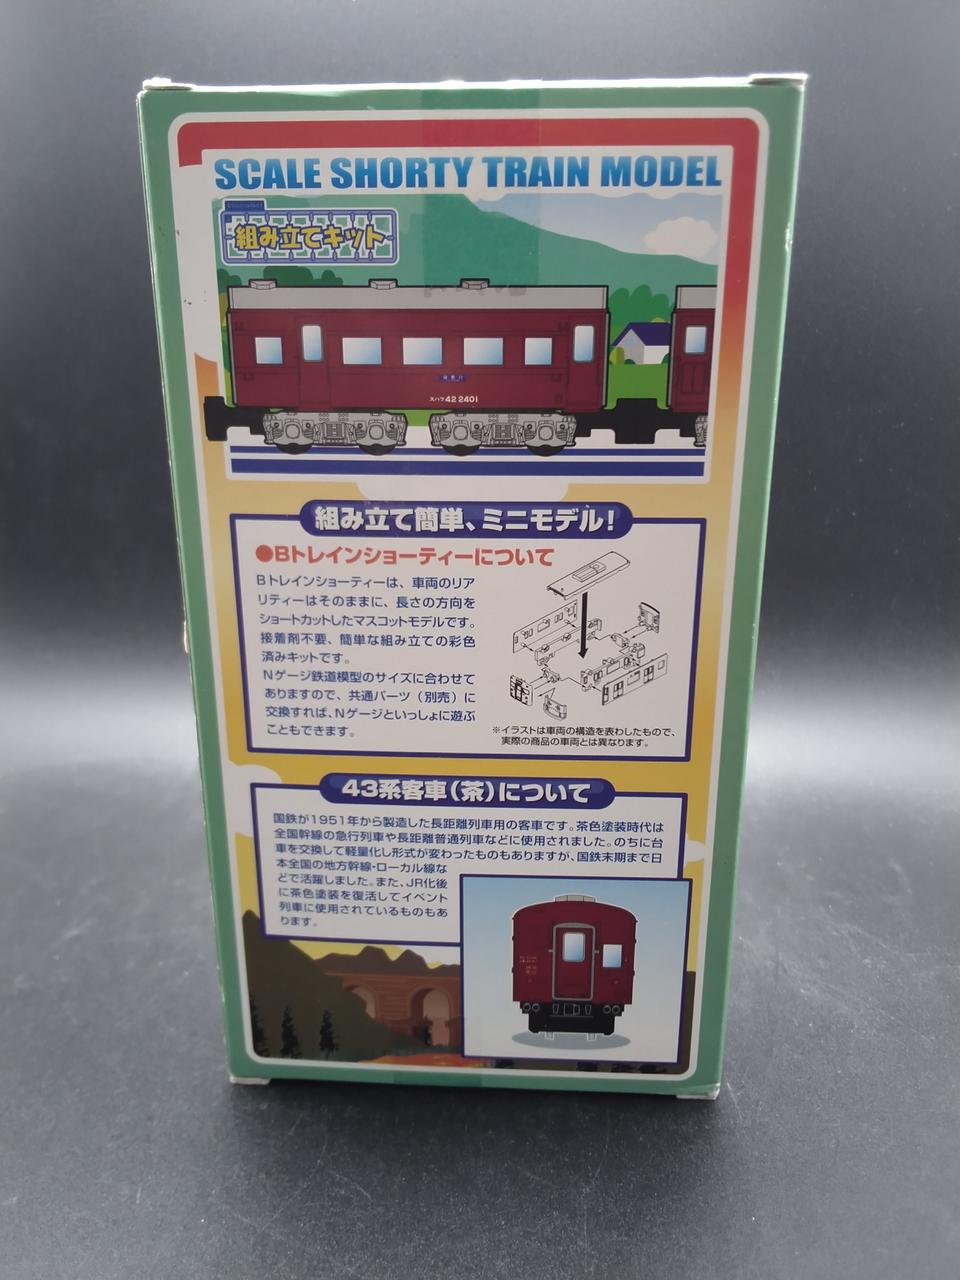 SCALE SHORTY TRAIN MODEL
組み立てキット
スハフ42 2401
組み立て簡単、ミニモデル！
●Bトレインショーティーについて
Bトレインショーティーは、車両のリア
リティーはそのままに、長さの方向を
ショートカットしたマスコットモデルです。
接着剤不要、簡単な組み立ての彩色
済みキットです。
Nゲージ鉄道模型のサイズに合わせて
ありますので、共通パーツ（別売）に
交換すれば、Nゲージといっしょに遊ぶ
こともできます。
※イラストは車両の構造を表わしたもので、
実際の商品の車両とは異なります。
43系客車（茶）について
国鉄が1951年から製造した長距離列車用の客車です。茶色塗装時代は
全国幹線の急行列車や長距離普通列車などに使用されました。のちに台
車を交換して軽量化し形式が変わったものもありますが、国鉄末期まで日
本全国の地方幹線・ローカル線な
どで活躍しました。また、JR化後
に茶色塗装を復活してイベント
列車に使用されているものもあ
ります。